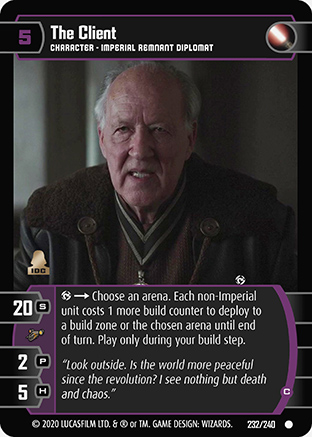 5
The Client
CHARACTER - IMPERIAL REMNANT DIPLOMAT
IDC
20 S
2 P
5 H
Choose an arena. Each non-Imperial
unit costs 1 more build counter to deploy to
a build zone or the chosen arena until end
of turn. Play only during your build step.
“Look outside. Is the world more peaceful
since the revolution? I see nothing but death
and chaos.”
C
© 2020 LUCASFILM LTD. & ® or TM. GAME DESIGN: WIZARDS. 232/240